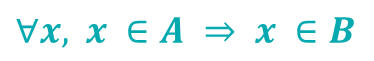 ∀x, x ∈ A ⇒ x ∈ B